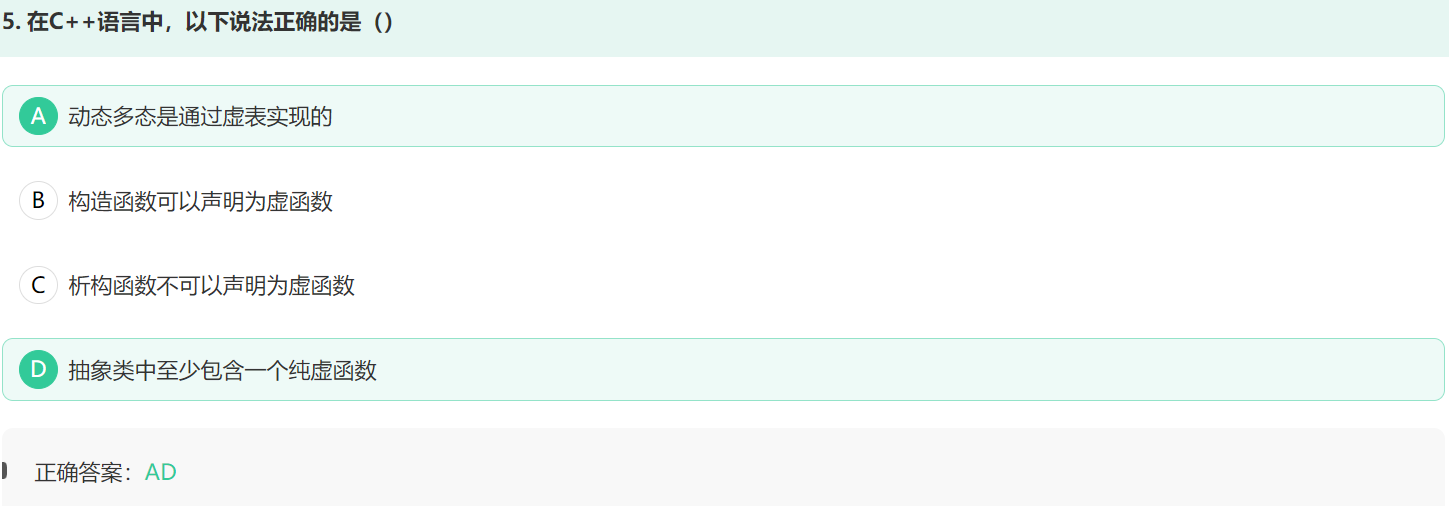 5. 在C++语言中，以下说法正确的是（）
A 动态多态是通过虚表实现的
B 构造函数可以声明为虚函数
C 析构函数不可以声明为虚函数
D 抽象类中至少包含一个纯虚函数
正确答案：AD